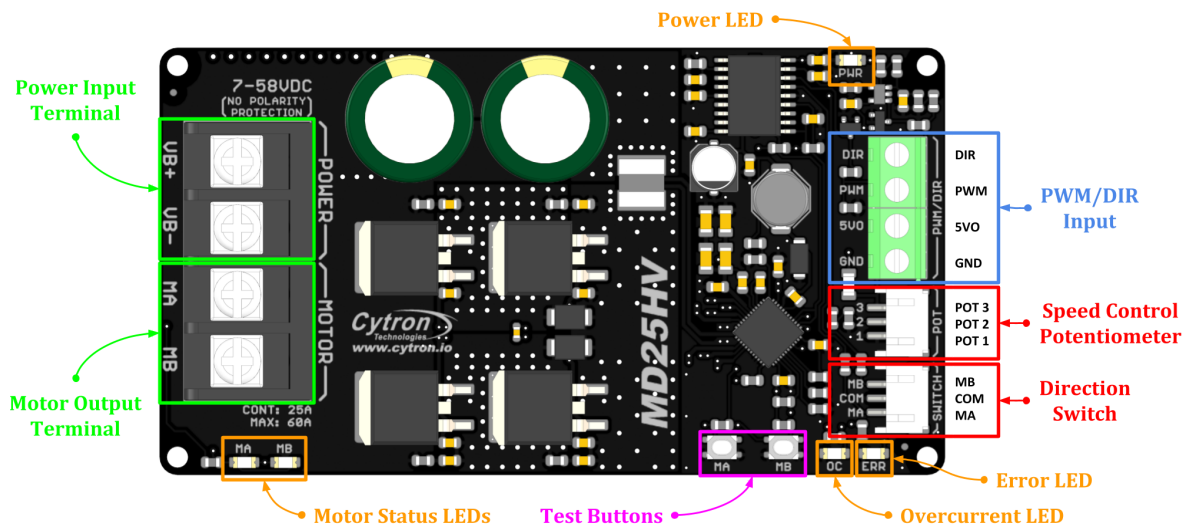 Power LED
Power Input
Terminal
7-58VDC
(NO POLARITY
PROTECTION)
VB+
VB-
POWER
MA
MB
MOTOR
Motor Output
Terminal
CONT: 25A
MAX: 60A
MA MB
Motor Status LEDs
Cytron
Technologies
www.cytron.io
MD25HV
PWR
DIR
PWM
5VO
GND
PWM/DIR
DIR
PWM
5VO
GND
PWM/DIR
Input
3
2
1
POT
POT 3
POT 2
POT 1
Speed Control
Potentiometer
MB
COM
MA
SWITCH
MB
COM
MA
Direction
Switch
MA MB
Test Buttons
OC ERR
Error LED
Overcurrent LED